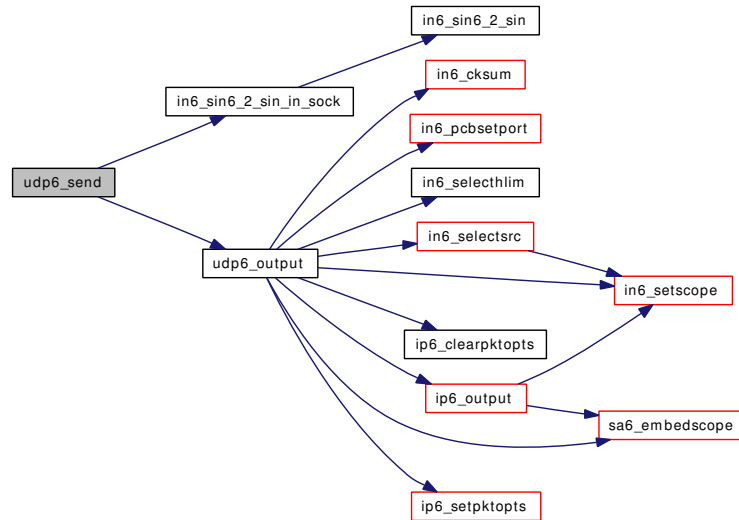 in6_sin6_2_sin
in6_cksum
in6_sin6_2_sin_in_sock
in6_pcbsetport
udp6_send
in6_selecthlim
in6_selectsrc
udp6_output
in6_setscope
ip6_clearpktopts
ip6_output
sa6_embedscope
ip6_setpktopts